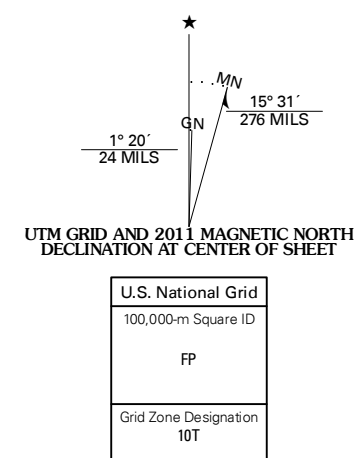 ★
MN
GN
15° 31´
276 MILS
1° 20´
24 MILS
UTM GRID AND 2011 MAGNETIC NORTH
DECLINATION AT CENTER OF SHEET
U.S. National Grid
100,000-m Square ID
FP
Grid Zone Designation
10T